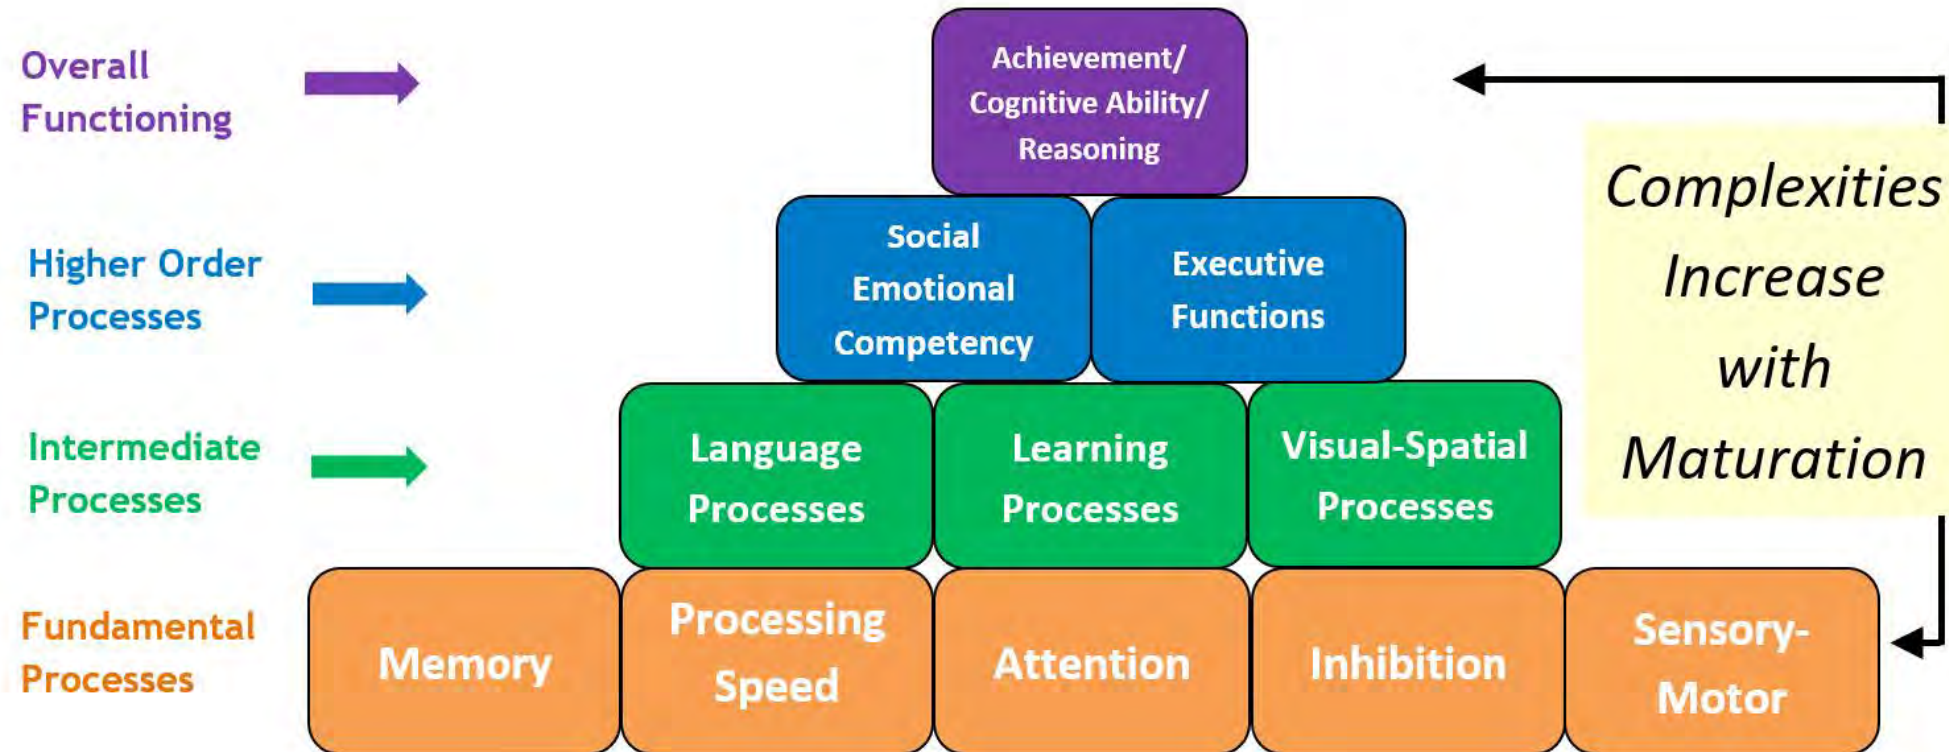 Overall
Functioning
Achievement/
Cognitive Ability/
Reasoning
Higher Order
Processes
Social
Emotional
Competency
Executive
Functions
Intermediate
Processes
Language
Processes
Learning
Processes
Visual-Spatial
Processes
Fundamental
Processes
Memory
Processing
Speed
Attention
Inhibition
Sensory-
Motor
Complexities
Increase
with
Maturation